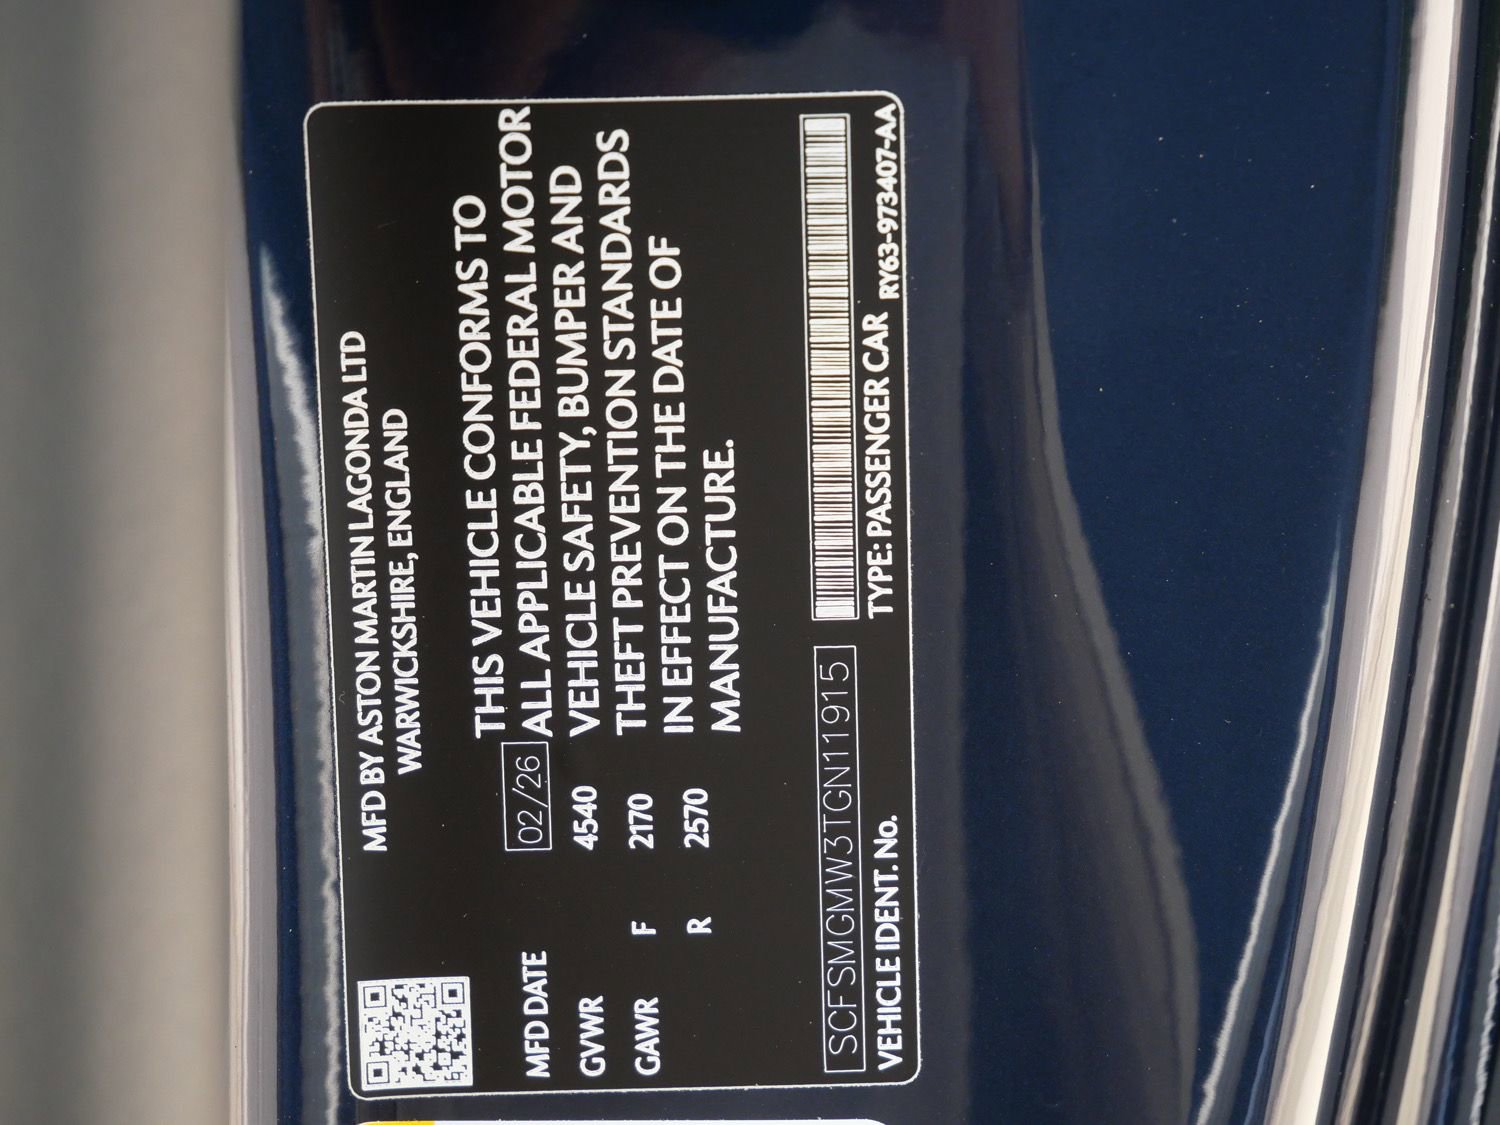 MFD BY ASTON MARTIN LAGONDA LTD
WARWICKSHIRE, ENGLAND
MFD DATE 02/26
GVWR 4540
GAWR F 2170
R 2570
THIS VEHICLE CONFORMS TO
ALL APPLICABLE FEDERAL MOTOR
VEHICLE SAFETY, BUMPER AND
THEFT PREVENTION STANDARDS
IN EFFECT ON THE DATE OF
MANUFACTURE.
SCFSMGMW3TGN11915
VEHICLE IDENT. No.
TYPE: PASSENGER CAR RY63-973407-AA